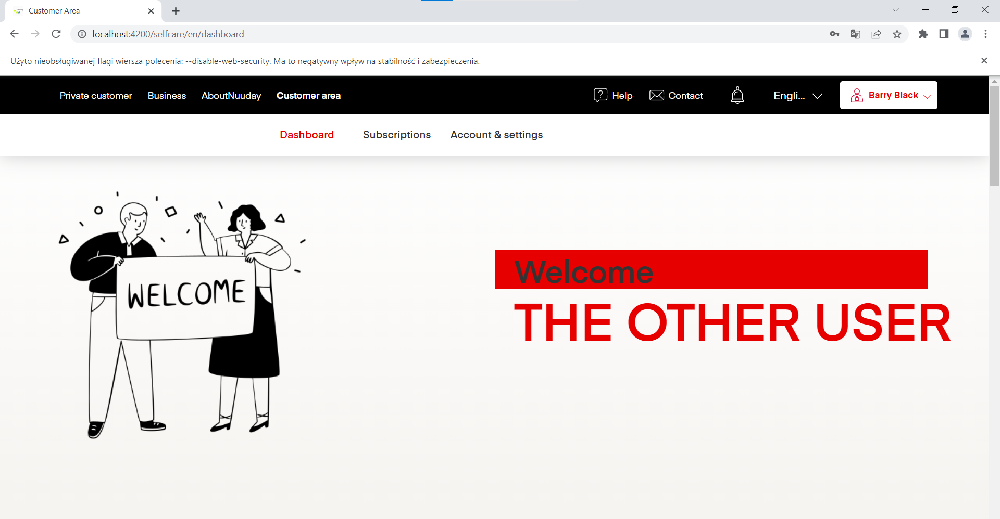 Customer Area
localhost:4200/selfcare/en/dashboard
Użyto nieobsługiwanej flagi wiersza polecenia: --disable-web-security. Ma to negatywny wpływ na stabilność i zabezpieczenia.
Private customer Business AboutNuuday Customer area Help Contact Engli... Barry Black
Dashboard Subscriptions Account & settings
WELCOME
Welcome
THE OTHER USER